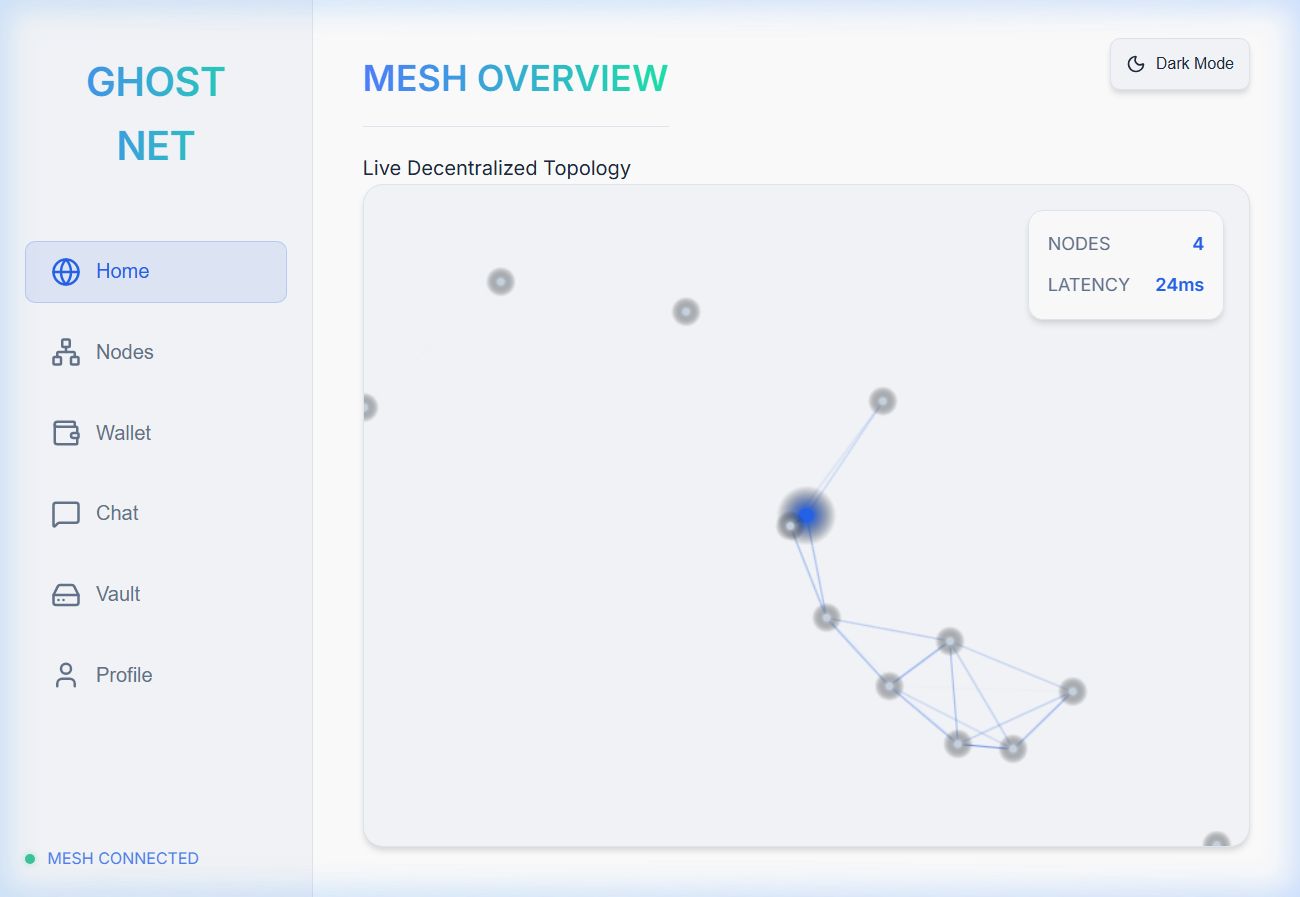 GHOST
NET
Home
Nodes
Wallet
Chat
Vault
Profile
MESH CONNECTED
MESH OVERVIEW
Dark Mode
Live Decentralized Topology
NODES 4
LATENCY 24ms